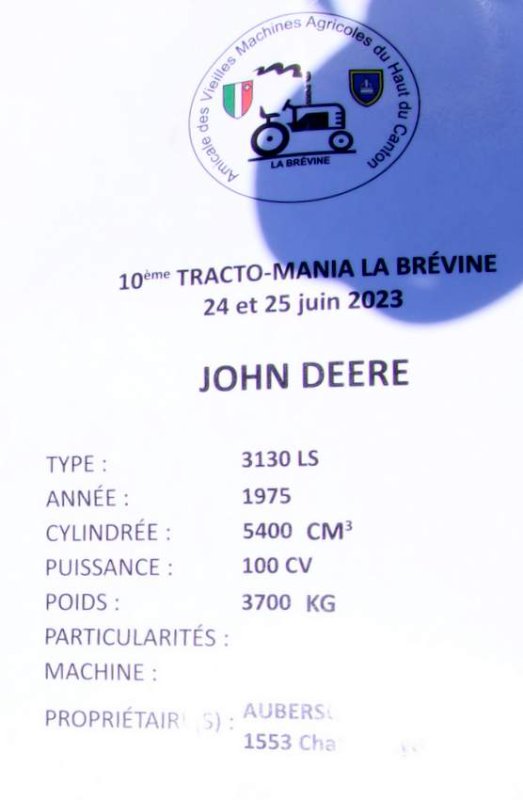 Amicale des Vieilles Machines Agricoles du Haut du Canton
LA BRÉVINE
10ème TRACTO-MANIA LA BRÉVINE
24 et 25 juin 2023
JOHN DEERE
TYPE : 3130 LS
ANNÉE : 1975
CYLINDRÉE : 5400 CM³
PUISSANCE : 100 CV
POIDS : 3700 KG
PARTICULARITÉS :
MACHINE :
:
1553